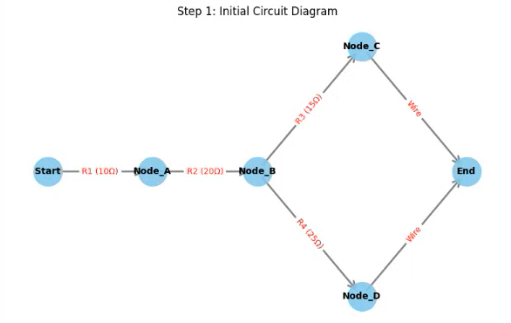 Step 1: Initial Circuit Diagram
Node_C
R3 (15Ω)
Wire
Start
R1 (10Ω)
Node_A
R2 (20Ω)
Node_B
End
R4 (25Ω)
Wire
Node_D